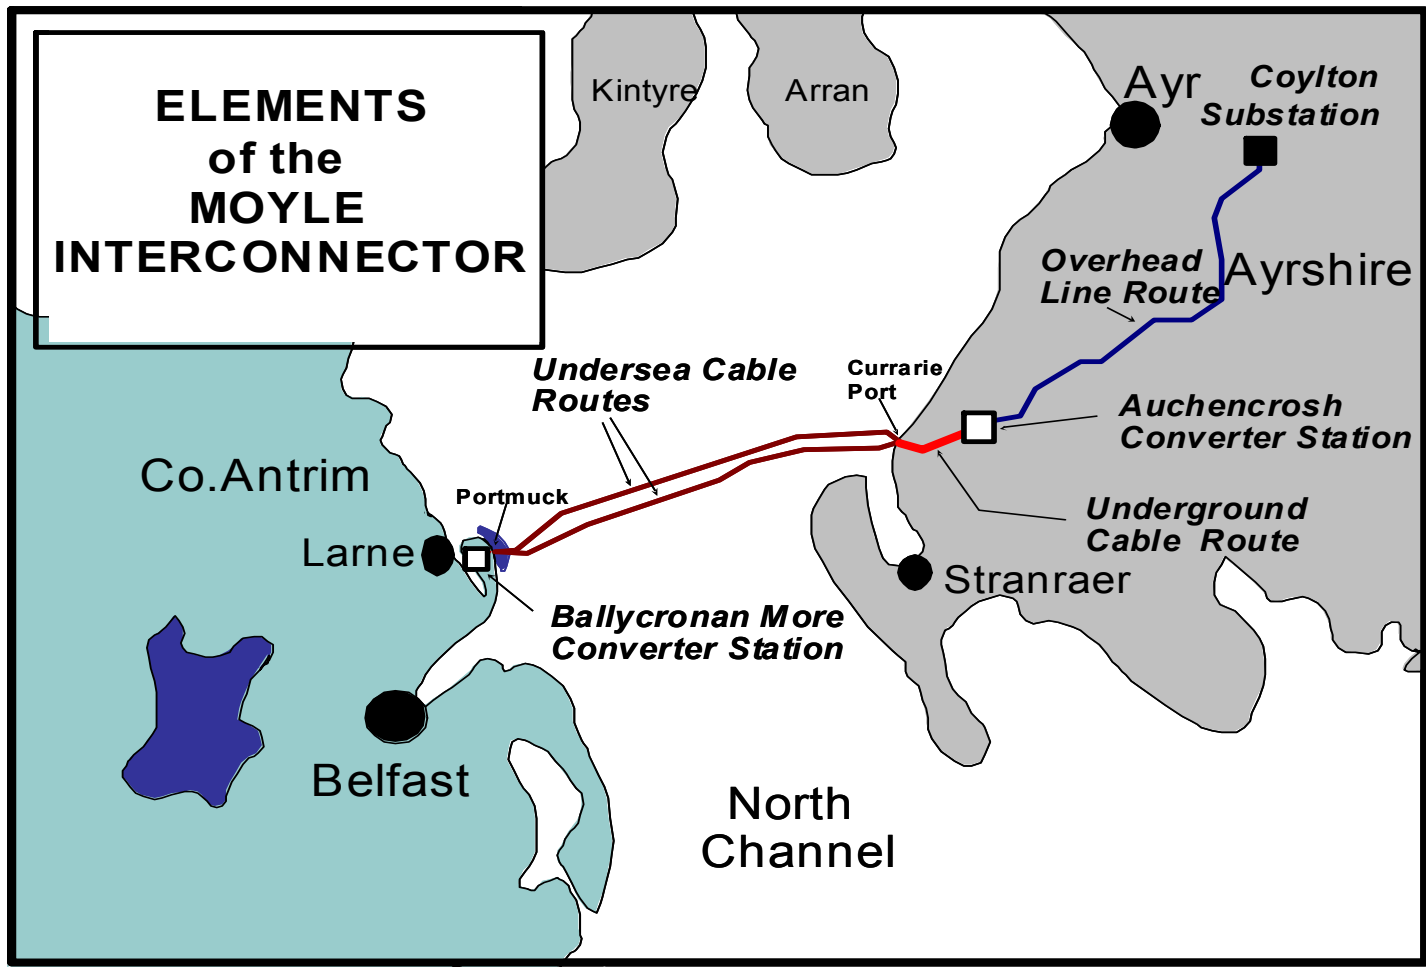 ELEMENTS
of the
MOYLE
INTERCONNECTOR
Kintyre
Arran
Ayr
Coylton
Substation
Overhead
Line Route
Ayrshire
Undersea Cable
Routes
Currarie
Port
Auchencrosh
Converter Station
Co.Antrim
Portmuck
Underground
Cable Route
Larne
Stranraer
Ballycronan More
Converter Station
Belfast
North
Channel